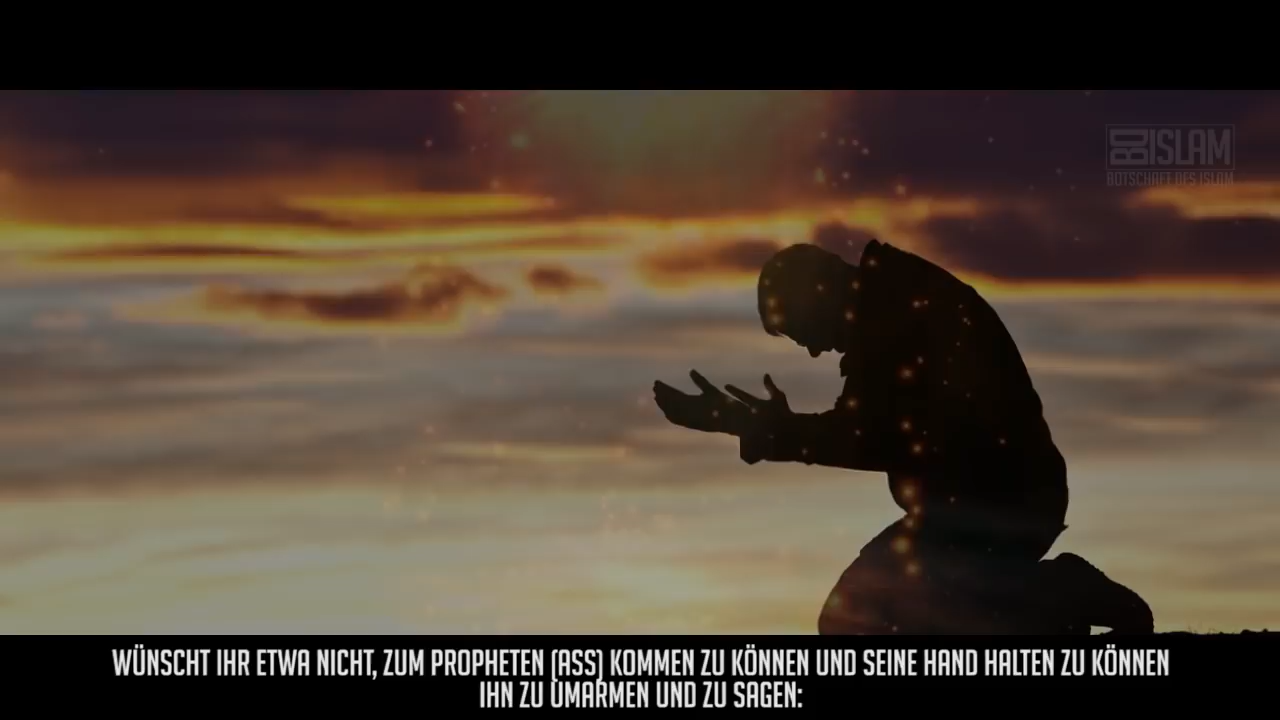 BDISLAM
BOTSCHAFT DES ISLAM
WÜNSCHT IHR ETWA NICHT, ZUM PROPHETEN (ASS) KOMMEN ZU KÖNNEN UND SEINE HAND HALTEN ZU KÖNNEN
IHN ZU UMARMEN UND ZU SAGEN: